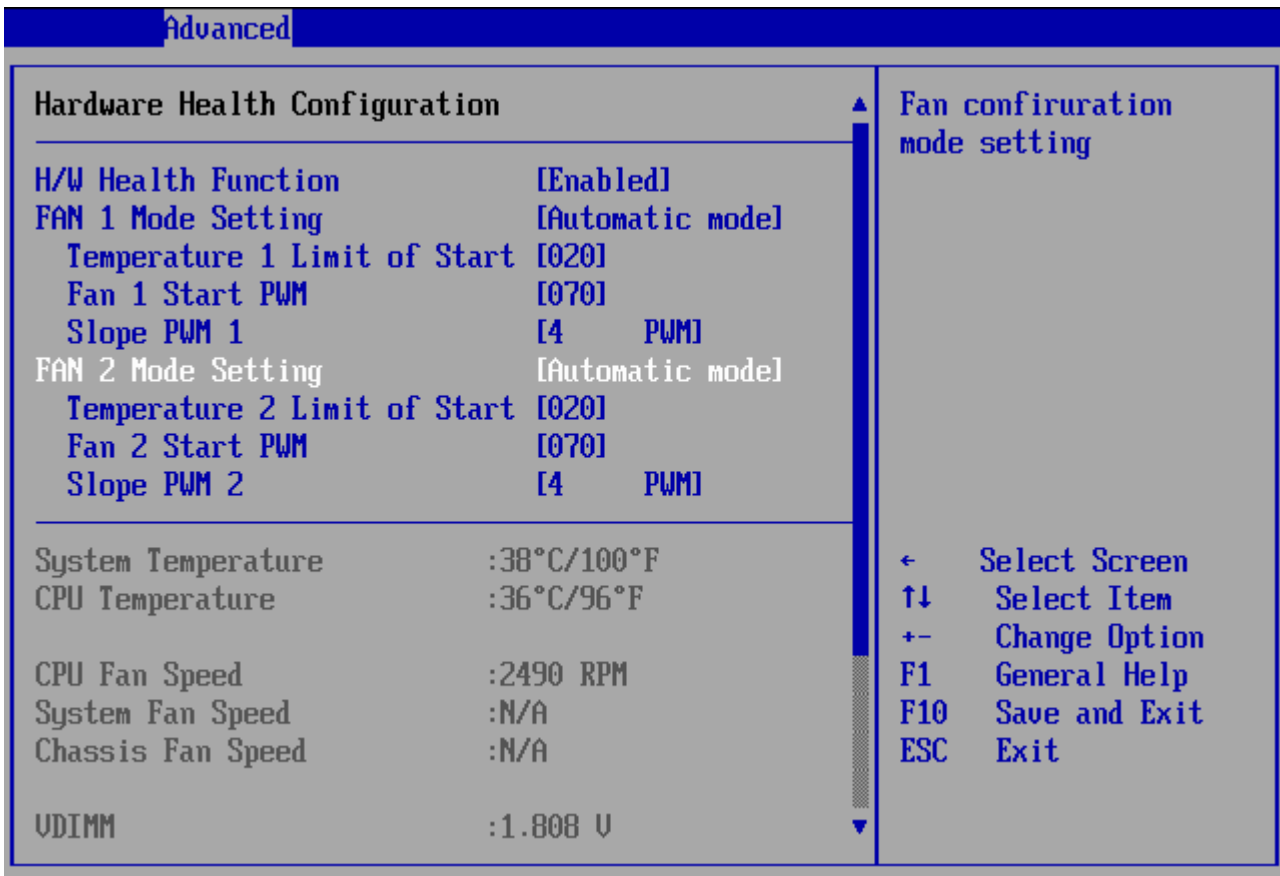 Advanced
Hardware Health Configuration
H/W Health Function [Enabled]
FAN 1 Mode Setting [Automatic mode]
Temperature 1 Limit of Start [020]
Fan 1 Start PWM [070]
Slope PWM 1 [4 PWM]
FAN 2 Mode Setting [Automatic mode]
Temperature 2 Limit of Start [020]
Fan 2 Start PWM [070]
Slope PWM 2 [4 PWM]
System Temperature :38°C/100°F
CPU Temperature :36°C/96°F
CPU Fan Speed :2490 RPM
System Fan Speed :N/A
Chassis Fan Speed :N/A
VDIMM :1.808 V
Fan confiruration
mode setting
← Select Screen
↑↓ Select Item
+- Change Option
F1 General Help
F10 Save and Exit
ESC Exit